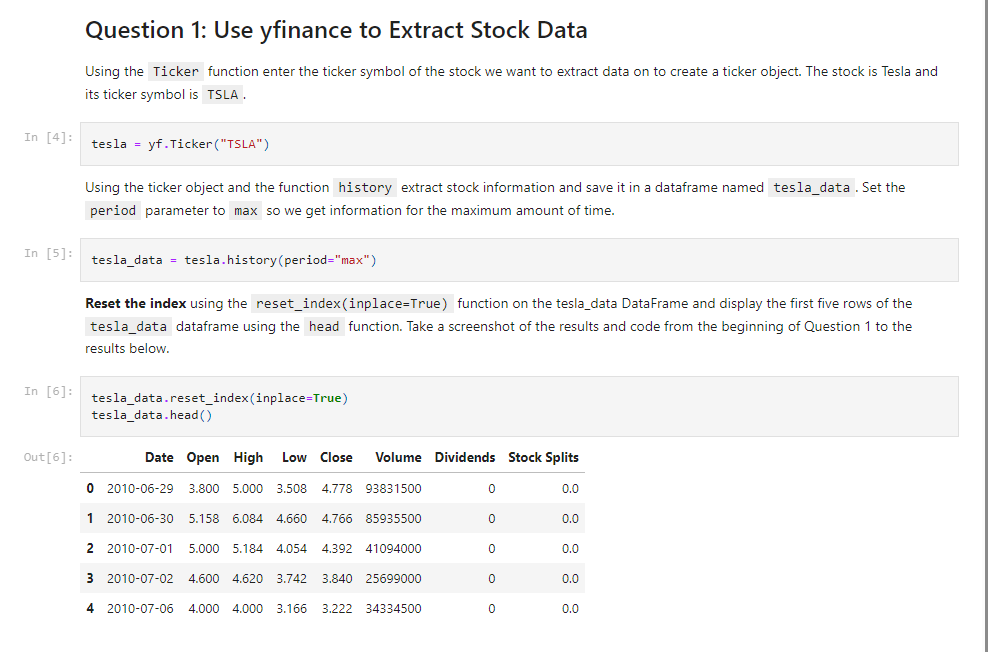 Question 1: Use yfinance to Extract Stock Data
Using the Ticker function enter the ticker symbol of the stock we want to extract data on to create a ticker object. The stock is Tesla and
its ticker symbol is TSLA .
In [4]: tesla = yf.Ticker("TSLA")
Using the ticker object and the function history extract stock information and save it in a dataframe named tesla_data . Set the
period parameter to max so we get information for the maximum amount of time.
In [5]: tesla_data = tesla.history(period="max")
Reset the index using the reset_index(inplace=True) function on the tesla_data DataFrame and display the first five rows of the
tesla_data dataframe using the head function. Take a screenshot of the results and code from the beginning of Question 1 to the
results below.
In [6]: tesla_data.reset_index(inplace=True)
tesla_data.head()
Out[6]: Date Open High Low Close Volume Dividends Stock Splits
0 2010-06-29 3.800 5.000 3.508 4.778 93831500 0 0.0
1 2010-06-30 5.158 6.084 4.660 4.766 85935500 0 0.0
2 2010-07-01 5.000 5.184 4.054 4.392 41094000 0 0.0
3 2010-07-02 4.600 4.620 3.742 3.840 25699000 0 0.0
4 2010-07-06 4.000 4.000 3.166 3.222 34334500 0 0.0